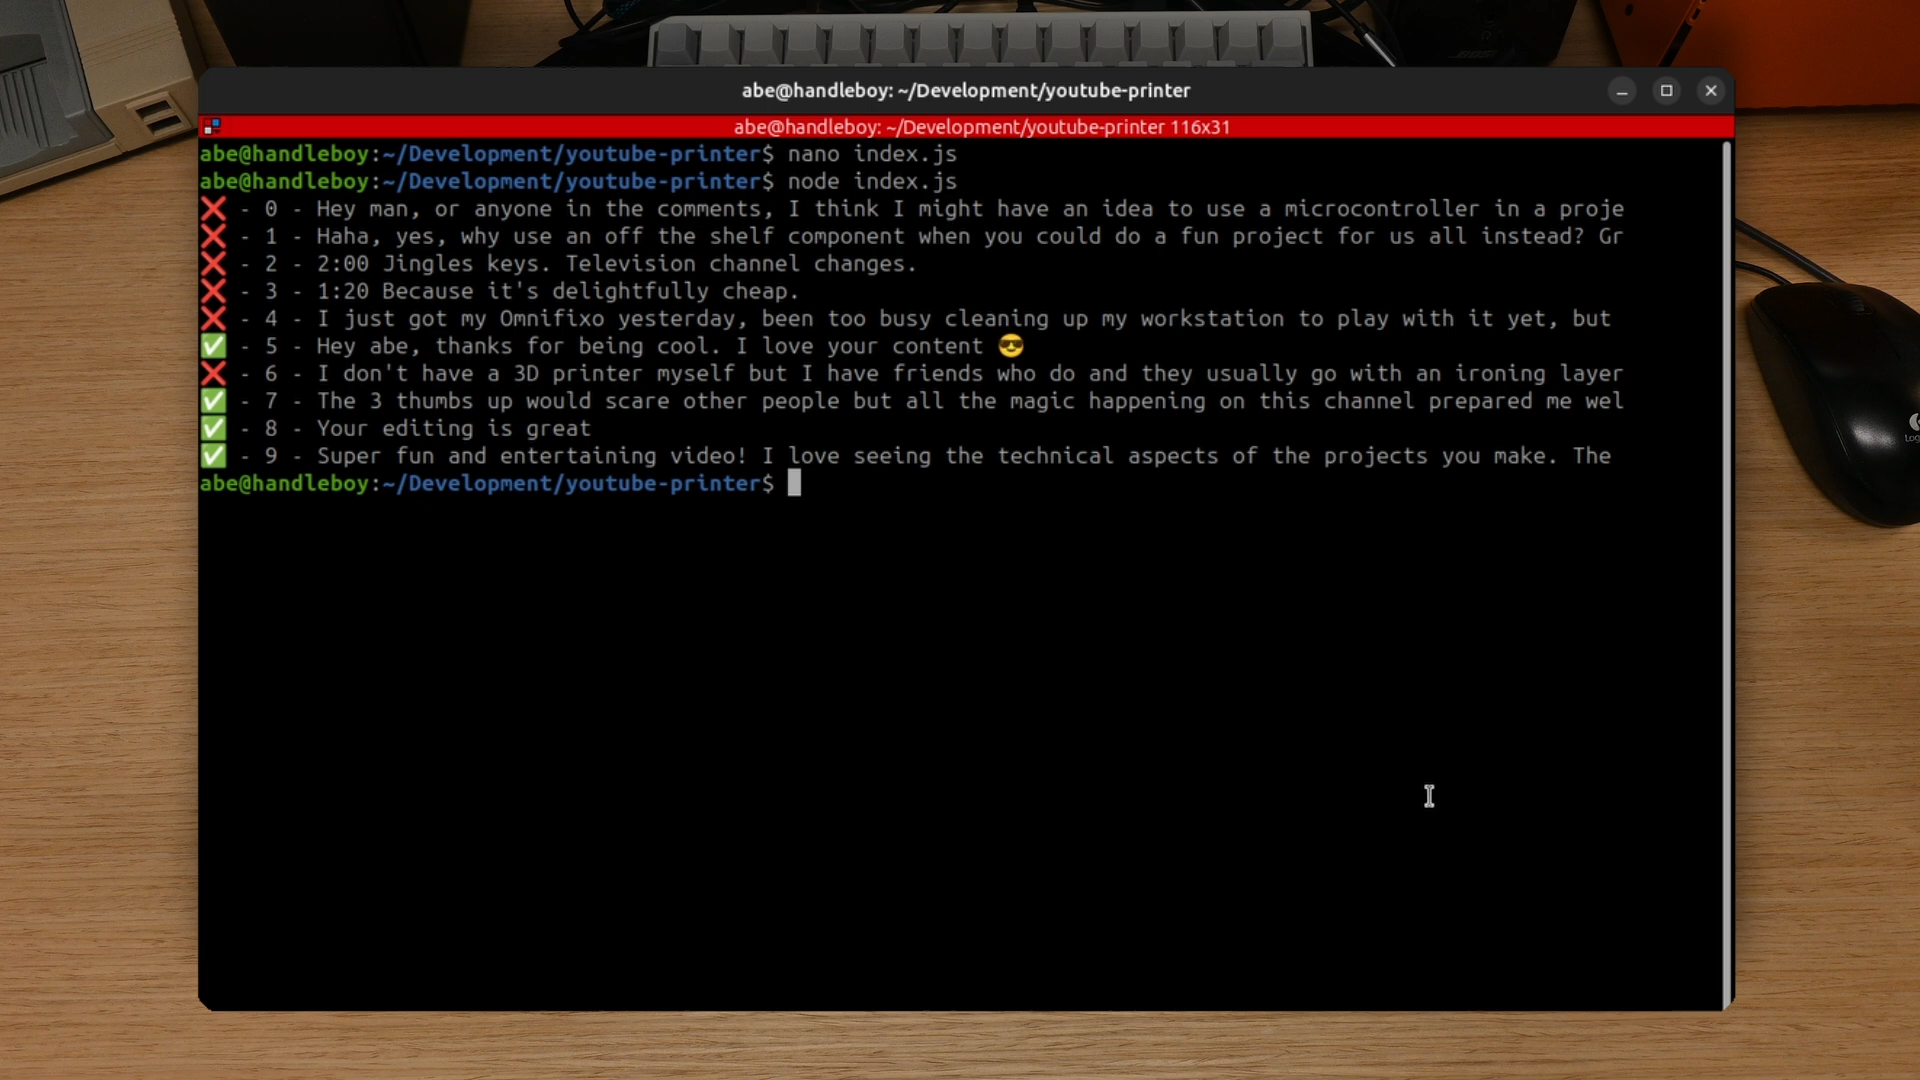 abe@handleboy: ~/Development/youtube-printer
abe@handleboy: ~/Development/youtube-printer 116x31
abe@handleboy:~/Development/youtube-printer$ nano index.js
abe@handleboy:~/Development/youtube-printer$ node index.js
❌ - 0 - Hey man, or anyone in the comments, I think I might have an idea to use a microcontroller in a proje
❌ - 1 - Haha, yes, why use an off the shelf component when you could do a fun project for us all instead? Gr
❌ - 2 - 2:00 Jingles keys. Television channel changes.
❌ - 3 - 1:20 Because it's delightfully cheap.
❌ - 4 - I just got my Omnifixo yesterday, been too busy cleaning up my workstation to play with it yet, but
✅ - 5 - Hey abe, thanks for being cool. I love your content 😎
❌ - 6 - I don't have a 3D printer myself but I have friends who do and they usually go with an ironing layer
✅ - 7 - The 3 thumbs up would scare other people but all the magic happening on this channel prepared me wel
✅ - 8 - Your editing is great
✅ - 9 - Super fun and entertaining video! I love seeing the technical aspects of the projects you make. The
abe@handleboy:~/Development/youtube-printer$
BOSE